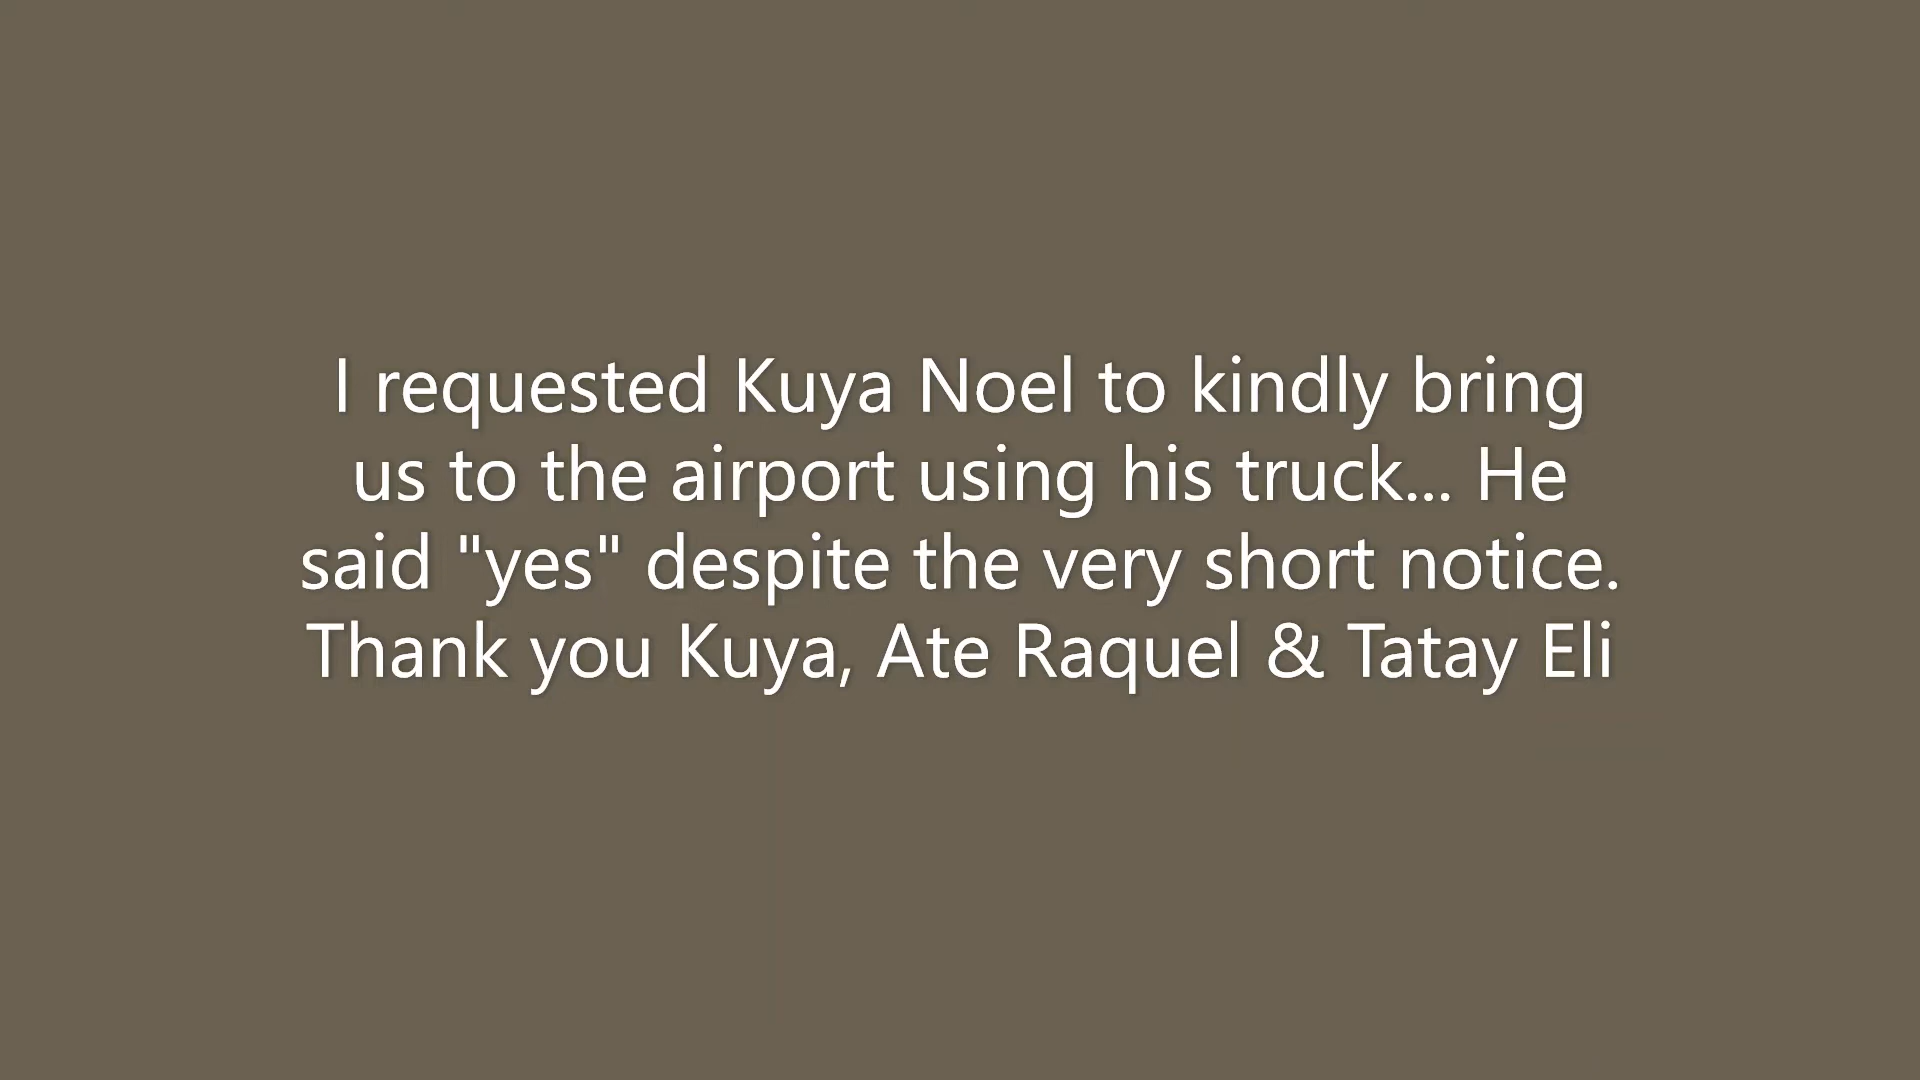 I requested Kuya Noel to kindly bring
us to the airport using his truck... He
said "yes" despite the very short notice.
Thank you Kuya, Ate Raquel & Tatay Eli